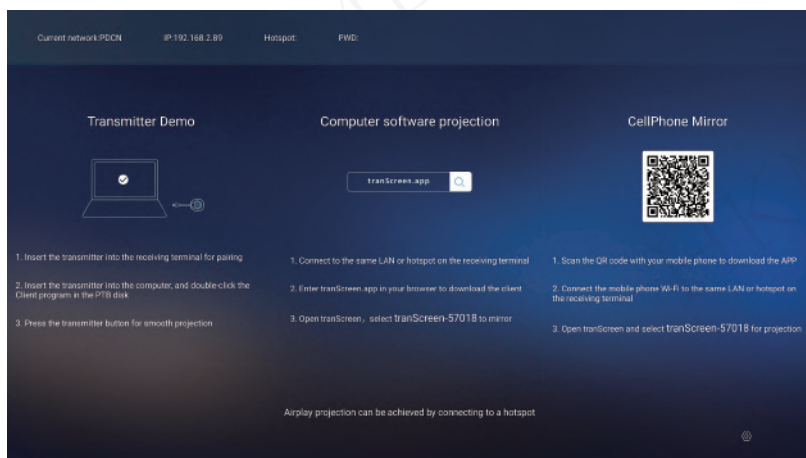 Current network:PDCN IP:192.168.2.89 Hotspot: PWD:
Transmitter Demo
1. Insert the transmitter into the receiving terminal for pairing
2. Insert the transmitter into the computer, and double-click the
Client program in the PTB disk
3. Press the transmitter button for smooth projection
Computer software projection
tranScreen.app
1. Connect to the same LAN or hotspot on the receiving terminal
2. Enter tranScreen.app in your browser to download the client
3. Open tranScreen，select tranScreen-57018 to mirror
CellPhone Mirror
1. Scan the QR code with your mobile phone to download the APP
2. Connect the mobile phone Wi-Fi to the same LAN or hotspot on
the receiving terminal
3. Open tranScreen and select tranScreen-57018 for projection
Airplay projection can be achieved by connecting to a hotspot